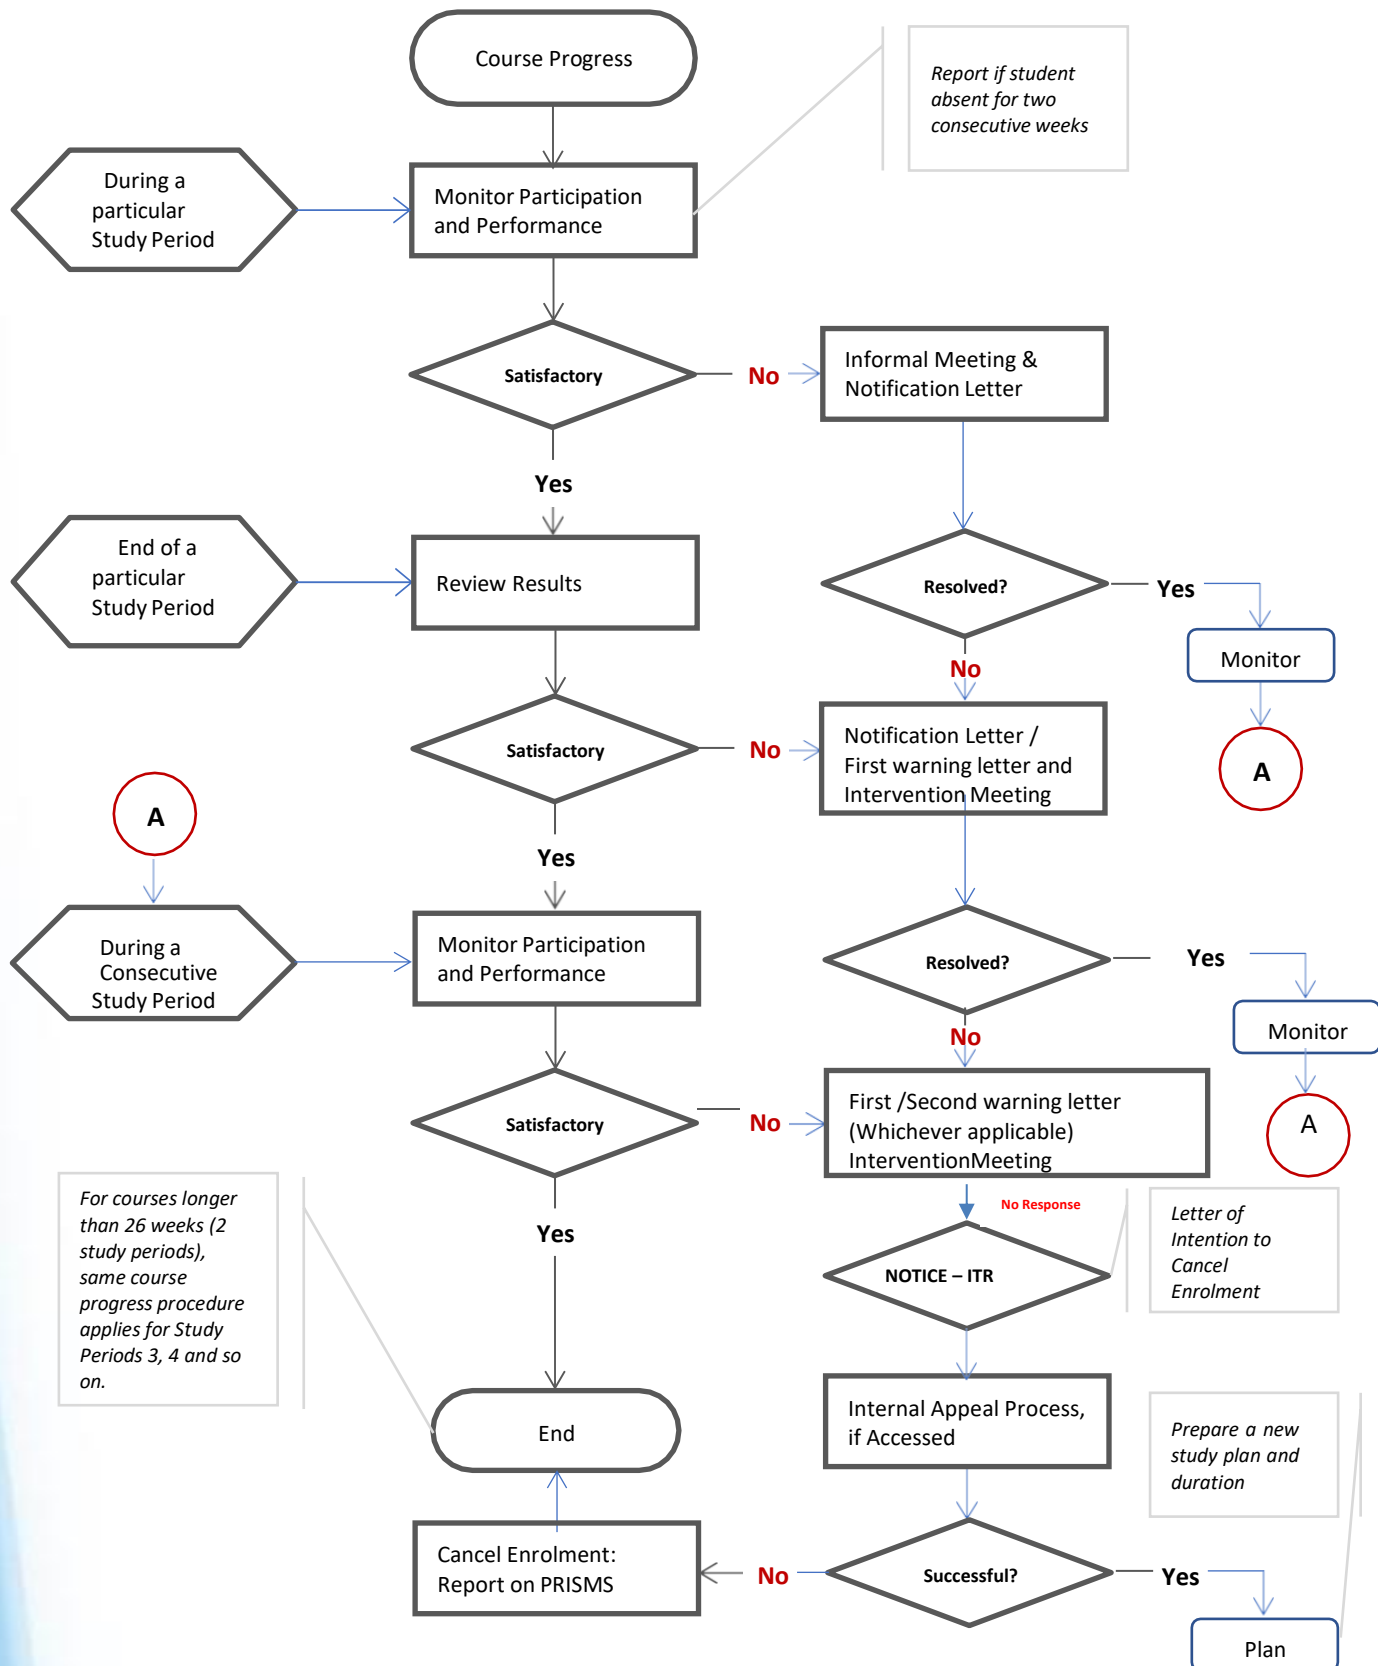 Course Progress
Report if student
absent for two
consecutive weeks
During a
particular
Study Period
Monitor Participation
and Performance
Satisfactory
No
Informal Meeting &
Notification Letter
Yes
End of a
particular
Study Period
Review Results
Resolved?
Yes
Monitor
No
A
Satisfactory
No
Notification Letter /
First warning letter and
Intervention Meeting
A
Yes
During a
Consecutive
Study Period
Monitor Participation
and Performance
Resolved?
Yes
Monitor
No
A
Satisfactory
No
First /Second warning letter
(Whichever applicable)
InterventionMeeting
For courses longer
than 26 weeks (2
study periods),
same course
progress procedure
applies for Study
Periods 3, 4 and so
on.
Yes
No Response
NOTICE – ITR
Letter of
Intention to
Cancel
Enrolment
End
Internal Appeal Process,
if Accessed
Prepare a new
study plan and
duration
Cancel Enrolment:
Report on PRISMS
No
Successful?
Yes
Plan